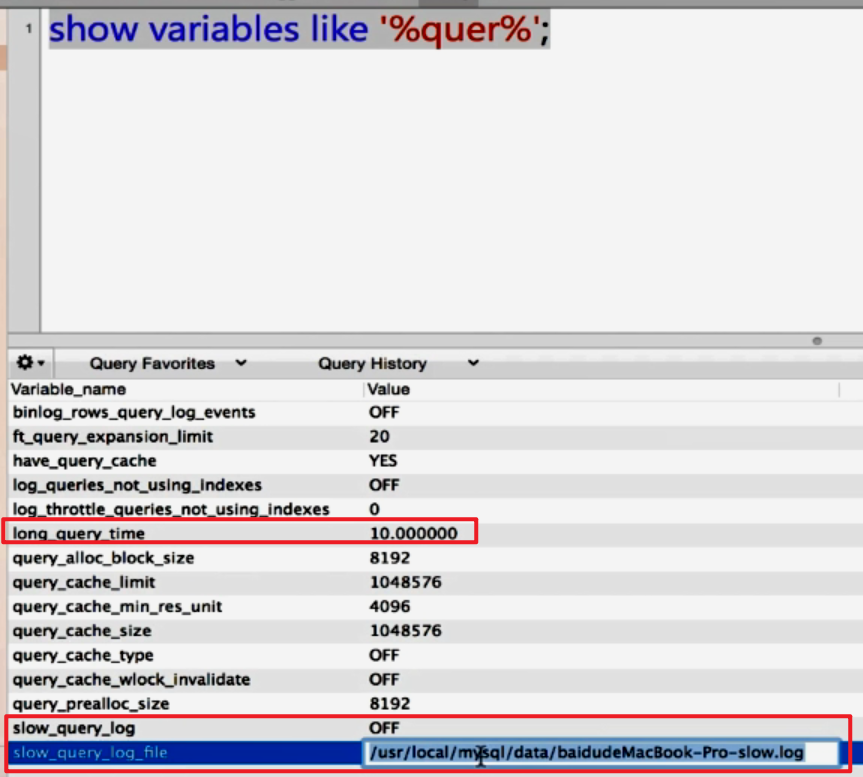 1 show variables like '%quer%';
Query Favorites Query History
Variable_name Value
binlog_rows_query_log_events OFF
ft_query_expansion_limit 20
have_query_cache YES
log_queries_not_using_indexes OFF
log_throttle_queries_not_using_indexes 0
long_query_time 10.000000
query_alloc_block_size 8192
query_cache_limit 1048576
query_cache_min_res_unit 4096
query_cache_size 1048576
query_cache_type OFF
query_cache_wlock_invalidate OFF
query_prealloc_size 8192
slow_query_log OFF
slow_query_log_file /usr/local/mysql/data/baidudeMacBook-Pro-slow.log